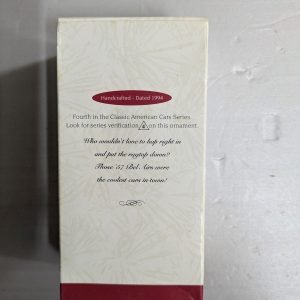 Handcrafted - Dated 1994
Fourth in the Classic American Cars Series.
Look for series verification 4 on this ornament.
Who wouldn't love to hop right in
and put the ragtop down?
Those '57 Bel Airs were
the coolest cars in town!